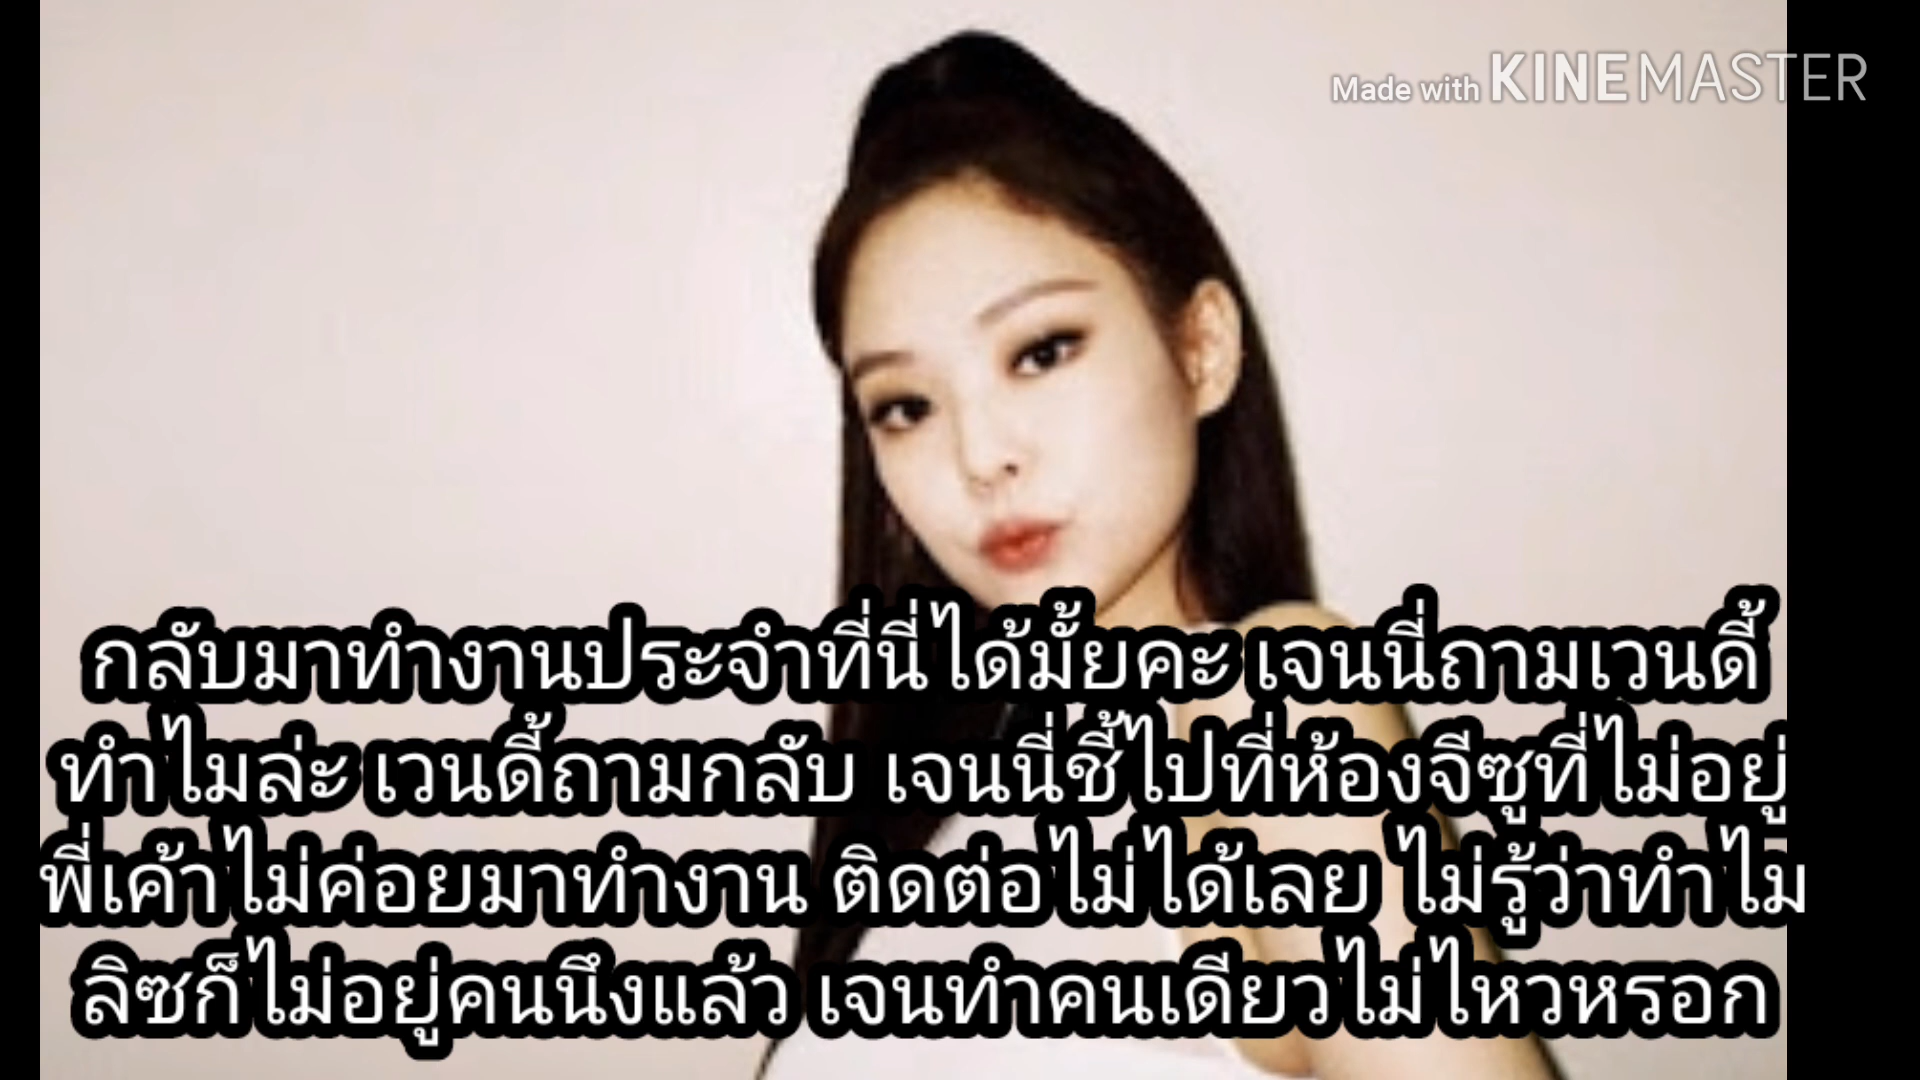 Made with KINEMASTER
กลับมาทำงานประจำที่นี่ได้มั้ยคะ เจนนี่ถามเวนดี้
ทำไมล่ะ เวนดี้ถามกลับ เจนนี่ชี้ไปที่ห้องจีซูที่ไม่อยู่
พี่เค้าไม่ค่อยมาทำงาน ติดต่อไม่ได้เลย ไม่รู้ว่าทำไม
ลิซก็ไม่อยู่คนนึงแล้ว เจนทำคนเดียวไม่ไหวหรอก